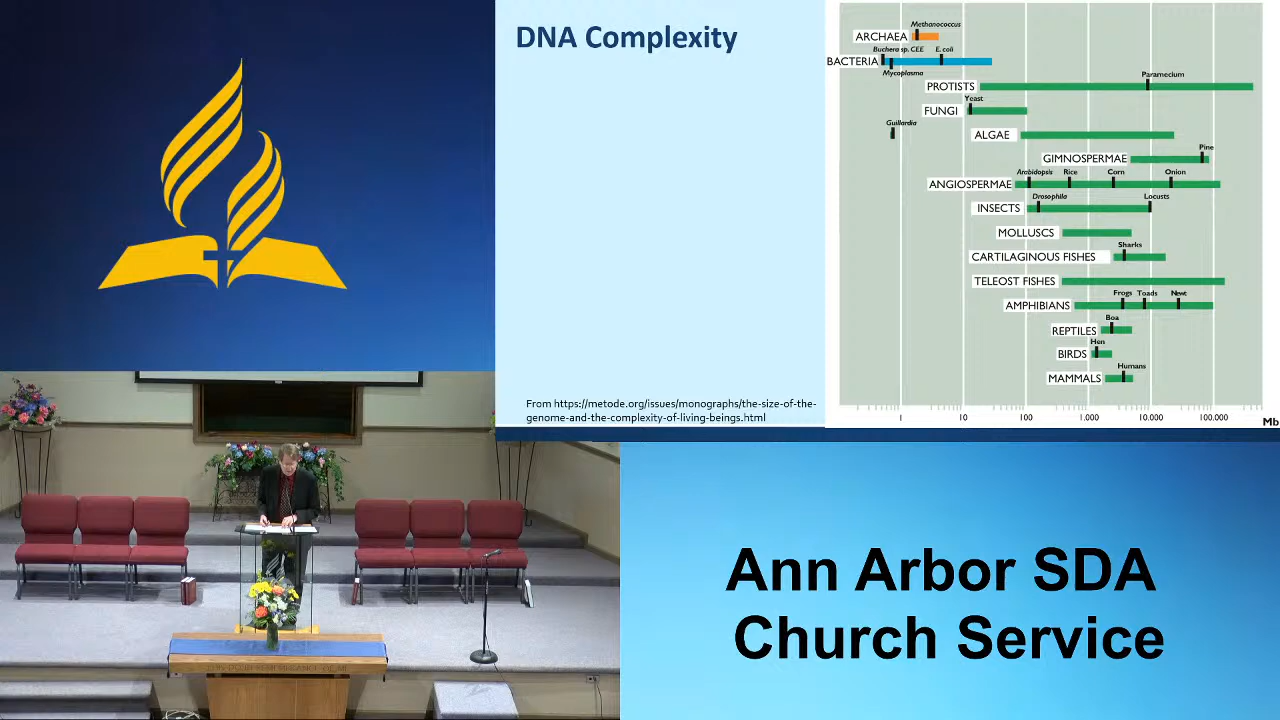 DNA Complexity
From https://metode.org/issues/monographs/the-size-of-the-
genome-and-the-complexity-of-living-beings.html
Methanococcus
ARCHAEA
Buchera sp. CEE E. coli
BACTERIA
Mycoplasma
Paramecium
PROTISTS
Yeast
FUNGI
Guillardia
ALGAE
Pine
GIMNOSPERMAE
Arabidopsis Rice Corn Onion
ANGIOSPERMAE
Drosophila Locusts
INSECTS
MOLLUSCS
Sharks
CARTILAGINOUS FISHES
TELEOST FISHES
Frogs Toads Newt
AMPHIBIANS
Boa
REPTILES
Hen
BIRDS
Humans
MAMMALS
1 10 100 1.000 10.000 100.000
Mb
Ann Arbor SDA
Church Service